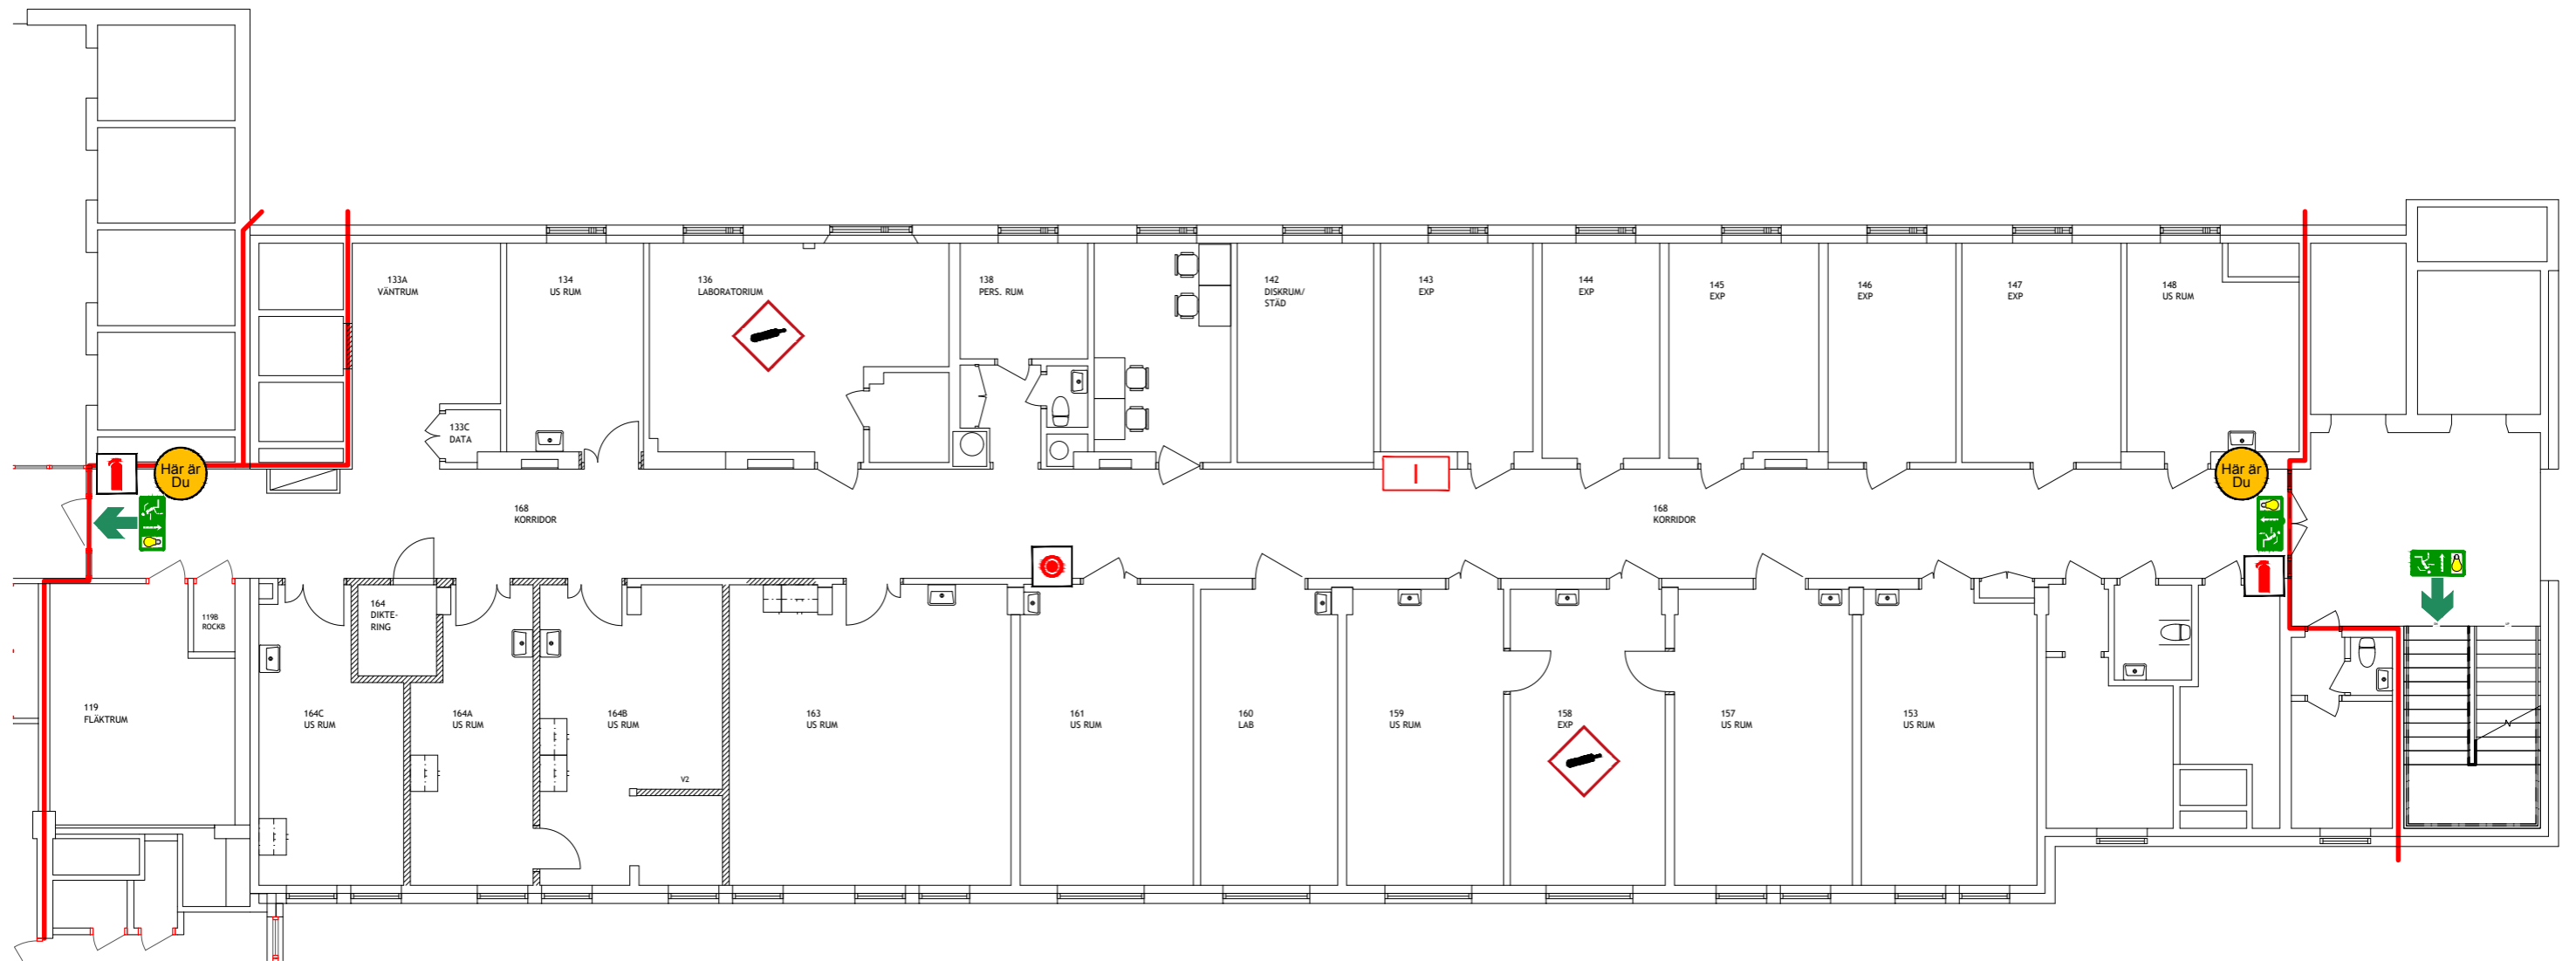 133A
VÄNTRUM
134
US RUM
136
LABORATORIUM
138
PERS. RUM
142
DISKRUM/
STÄD
143
EXP
144
EXP
145
EXP
146
EXP
147
EXP
148
US RUM
133C
DATA
Här är
Du
Här är
Du
168
KORRIDOR
168
KORRIDOR
119B
ROCKB
164
DIKTE-
RING
119
FLÄKTRUM
164C
US RUM
164A
US RUM
164B
US RUM
163
US RUM
161
US RUM
160
LAB
159
US RUM
158
EXP
157
US RUM
153
US RUM
V2